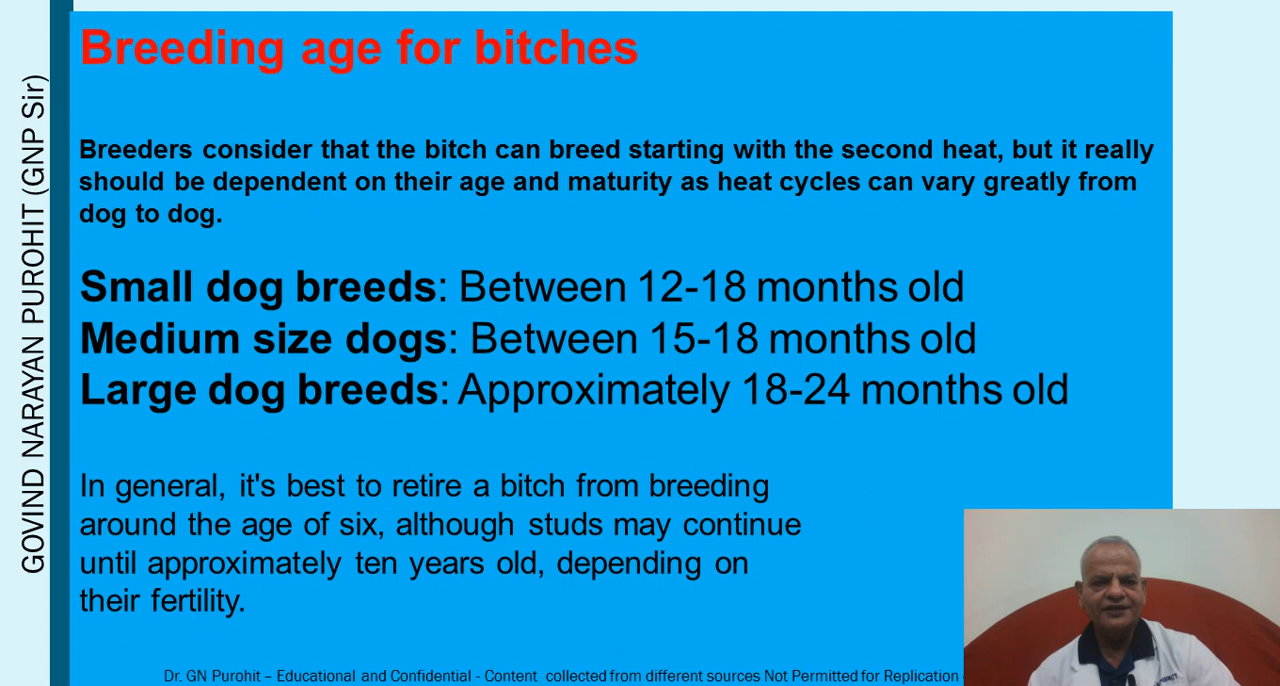 Breeding age for bitches
GOVIND NARAYAN PUROHIT (GNP Sir)
Breeders consider that the bitch can breed starting with the second heat, but it really
should be dependent on their age and maturity as heat cycles can vary greatly from
dog to dog.
Small dog breeds: Between 12-18 months old
Medium size dogs: Between 15-18 months old
Large dog breeds: Approximately 18-24 months old
In general, it's best to retire a bitch from breeding
around the age of six, although studs may continue
until approximately ten years old, depending on
their fertility.
Dr. GN Purohit – Educational and Confidential - Content collected from different sources Not Permitted for Replication -